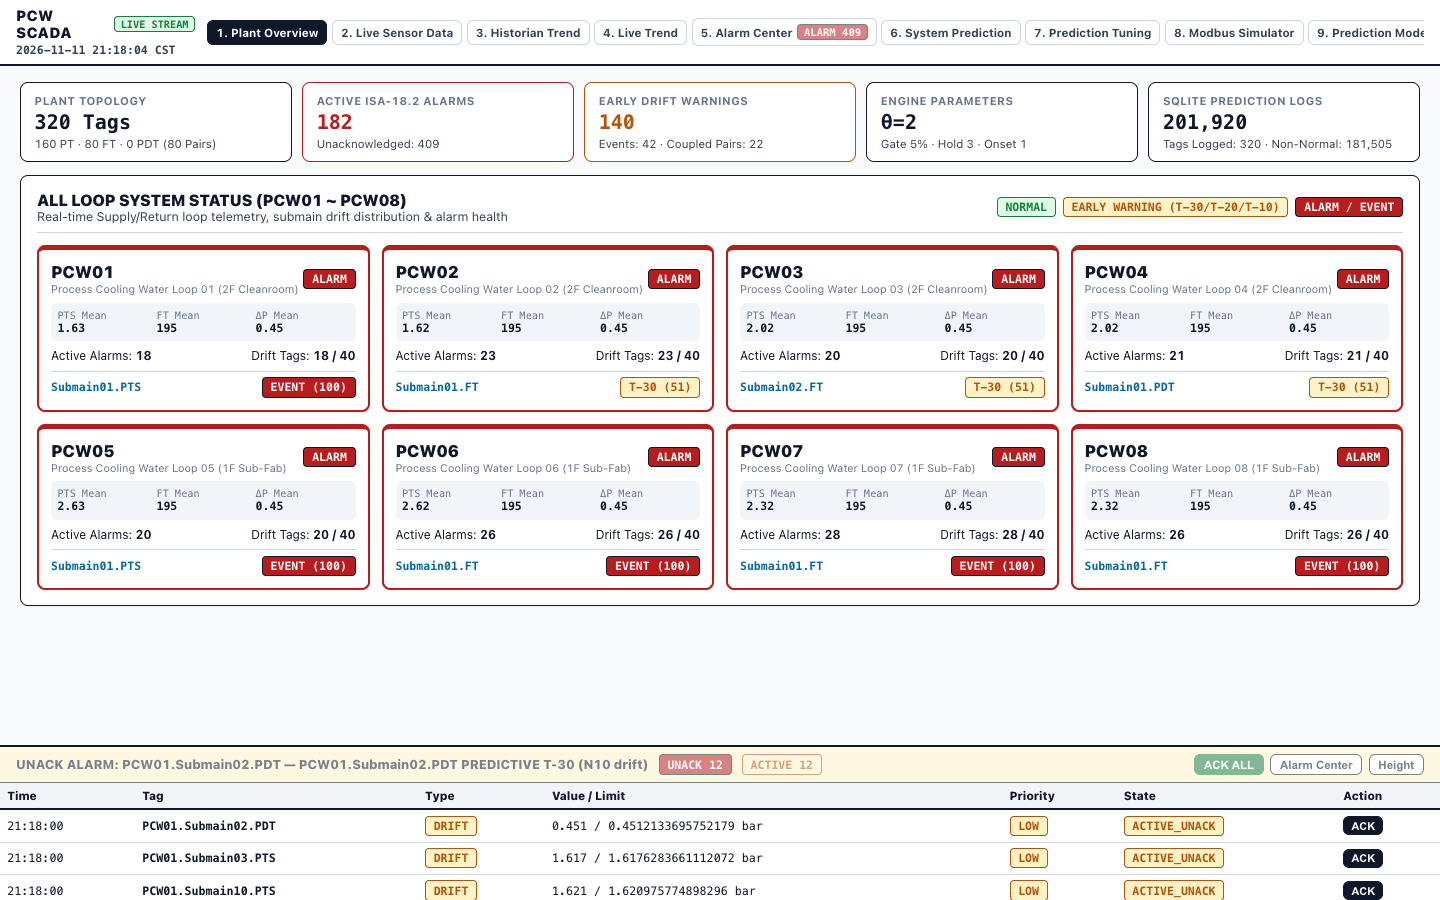 PCW SCADA
LIVE STREAM
2026-11-11 21:18:04 CST
1. Plant Overview
2. Live Sensor Data
3. Historian Trend
4. Live Trend
5. Alarm Center ALARM 409
6. System Prediction
7. Prediction Tuning
8. Modbus Simulator
9. Prediction Mode
PLANT TOPOLOGY
320 Tags
160 PT · 80 FT · 0 PDT (80 Pairs)
ACTIVE ISA-18.2 ALARMS
182
Unacknowledged: 409
EARLY DRIFT WARNINGS
140
Events: 42 · Coupled Pairs: 22
ENGINE PARAMETERS
θ=2
Gate 5% · Hold 3 · Onset 1
SQLITE PREDICTION LOGS
201,920
Tags Logged: 320 · Non-Normal: 181,505
ALL LOOP SYSTEM STATUS (PCW01 ~ PCW08)
Real-time Supply/Return loop telemetry, submain drift distribution & alarm health
NORMAL
EARLY WARNING (T-30/T-20/T-10)
ALARM / EVENT
PCW01
ALARM
Process Cooling Water Loop 01 (2F Cleanroom)
PTS Mean FT Mean ΔP Mean
1.63 195 0.45
Active Alarms: 18 Drift Tags: 18 / 40
Submain01.PTS EVENT (100)
PCW02
ALARM
Process Cooling Water Loop 02 (2F Cleanroom)
PTS Mean FT Mean ΔP Mean
1.62 195 0.45
Active Alarms: 23 Drift Tags: 23 / 40
Submain01.FT T-30 (51)
PCW03
ALARM
Process Cooling Water Loop 03 (2F Cleanroom)
PTS Mean FT Mean ΔP Mean
2.02 195 0.45
Active Alarms: 20 Drift Tags: 20 / 40
Submain02.FT T-30 (51)
PCW04
ALARM
Process Cooling Water Loop 04 (2F Cleanroom)
PTS Mean FT Mean ΔP Mean
2.02 195 0.45
Active Alarms: 21 Drift Tags: 21 / 40
Submain01.PDT T-30 (51)
PCW05
ALARM
Process Cooling Water Loop 05 (1F Sub-Fab)
PTS Mean FT Mean ΔP Mean
2.63 195 0.45
Active Alarms: 20 Drift Tags: 20 / 40
Submain01.PTS EVENT (100)
PCW06
ALARM
Process Cooling Water Loop 06 (1F Sub-Fab)
PTS Mean FT Mean ΔP Mean
2.62 195 0.45
Active Alarms: 26 Drift Tags: 26 / 40
Submain01.FT EVENT (100)
PCW07
ALARM
Process Cooling Water Loop 07 (1F Sub-Fab)
PTS Mean FT Mean ΔP Mean
2.32 195 0.45
Active Alarms: 28 Drift Tags: 28 / 40
Submain01.FT EVENT (100)
PCW08
ALARM
Process Cooling Water Loop 08 (1F Sub-Fab)
PTS Mean FT Mean ΔP Mean
2.32 195 0.45
Active Alarms: 26 Drift Tags: 26 / 40
Submain01.FT EVENT (100)
UNACK ALARM: PCW01.Submain02.PDT — PCW01.Submain02.PDT PREDICTIVE T-30 (N10 drift) UNACK 12 ACTIVE 12 ACK ALL Alarm Center Height
Time Tag Type Value / Limit Priority State Action
21:18:00 PCW01.Submain02.PDT DRIFT 0.451 / 0.4512133695752179 bar LOW ACTIVE_UNACK ACK
21:18:00 PCW01.Submain03.PTS DRIFT 1.617 / 1.6176283661112072 bar LOW ACTIVE_UNACK ACK
21:18:00 PCW01.Submain10.PTS DRIFT 1.621 / 1.620975774898296 bar LOW ACTIVE_UNACK ACK